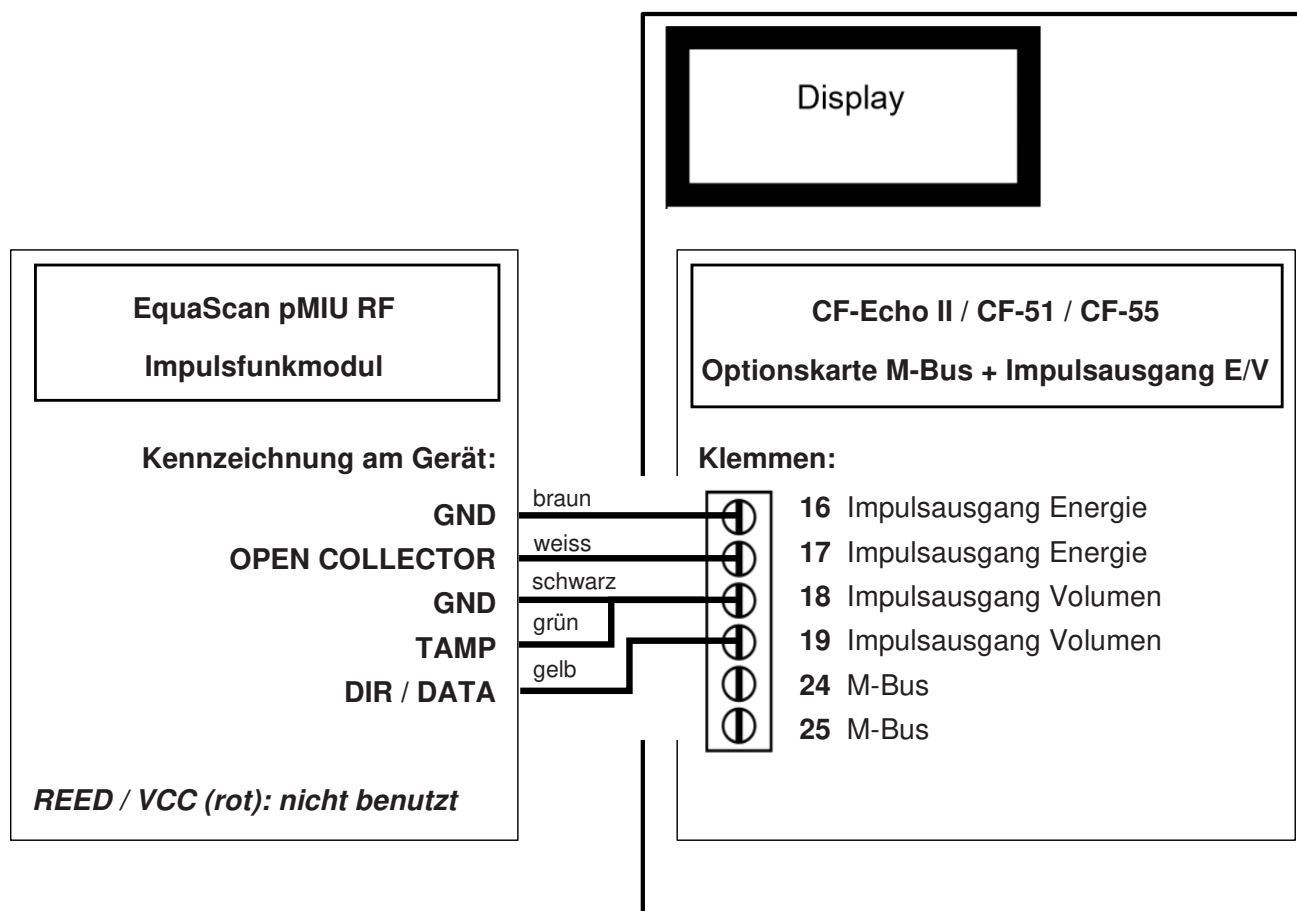 Display
EquaScan pMIU RF
Impulsfunkmodul
CF-Echo II / CF-51 / CF-55
Optionskarte M-Bus + Impulsausgang E/V
Kennzeichnung am Gerät:
GND
OPEN COLLECTOR
GND
TAMP
DIR / DATA
braun
weiss
schwarz
grün
gelb
Klemmen:
16 Impulsausgang Energie
17 Impulsausgang Energie
18 Impulsausgang Volumen
19 Impulsausgang Volumen
24 M-Bus
25 M-Bus
REED / VCC (rot): nicht benutzt